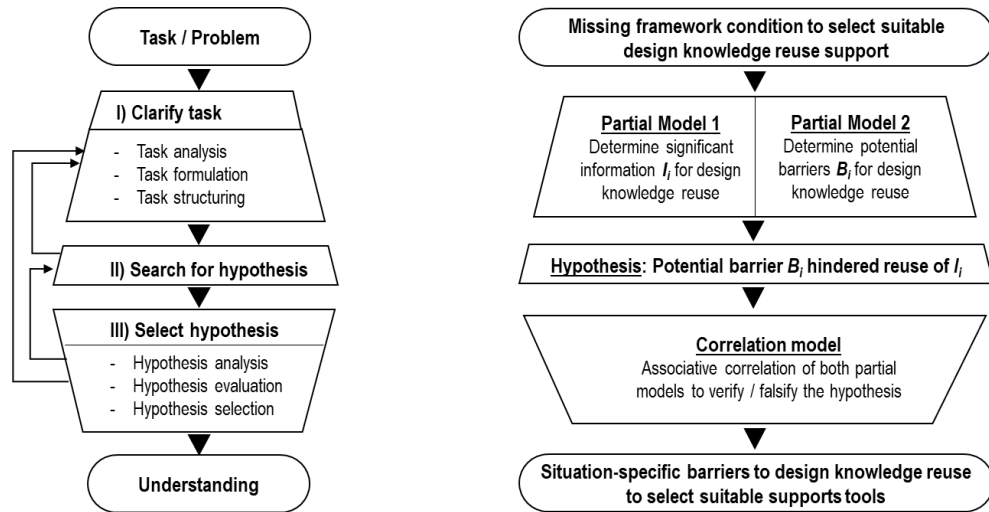 Task / Problem
I) Clarify task
- Task analysis
- Task formulation
- Task structuring
II) Search for hypothesis
III) Select hypothesis
- Hypothesis analysis
- Hypothesis evaluation
- Hypothesis selection
Understanding
Missing framework condition to select suitable
design knowledge reuse support
Partial Model 1
Determine significant
information Ii for design
knowledge reuse
Partial Model 2
Determine potential
barriers Bi for design
knowledge reuse
Hypothesis: Potential barrier Bi hindered reuse of Ii
Correlation model
Associative correlation of both partial
models to verify / falsify the hypothesis
Situation-specific barriers to design knowledge reuse
to select suitable supports tools